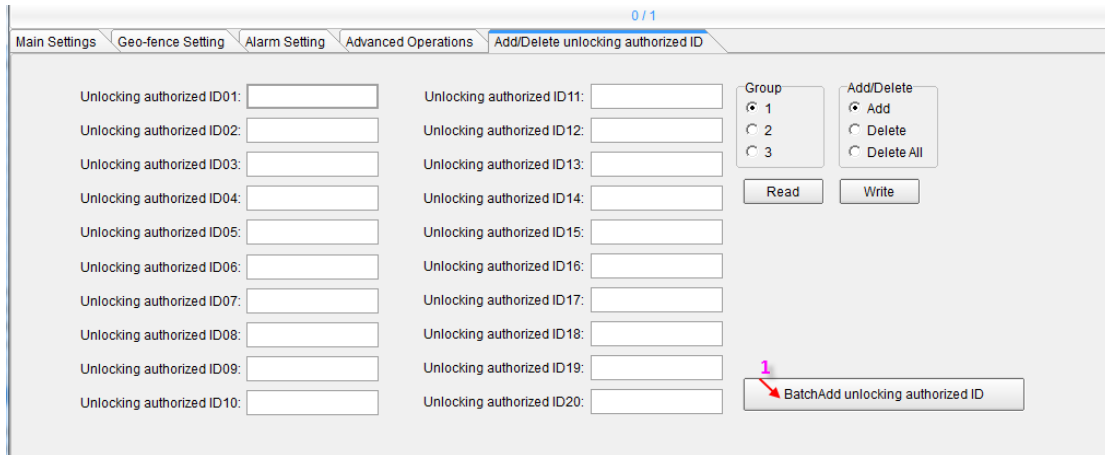 0 / 1
Main Settings Geo-fence Setting Alarm Setting Advanced Operations Add/Delete unlocking authorized ID
Unlocking authorized ID01:
Unlocking authorized ID02:
Unlocking authorized ID03:
Unlocking authorized ID04:
Unlocking authorized ID05:
Unlocking authorized ID06:
Unlocking authorized ID07:
Unlocking authorized ID08:
Unlocking authorized ID09:
Unlocking authorized ID10:
Unlocking authorized ID11:
Unlocking authorized ID12:
Unlocking authorized ID13:
Unlocking authorized ID14:
Unlocking authorized ID15:
Unlocking authorized ID16:
Unlocking authorized ID17:
Unlocking authorized ID18:
Unlocking authorized ID19:
Unlocking authorized ID20:
Group
1
2
3
Add/Delete
Add
Delete
Delete All
Read
Write
1
BatchAdd unlocking authorized ID